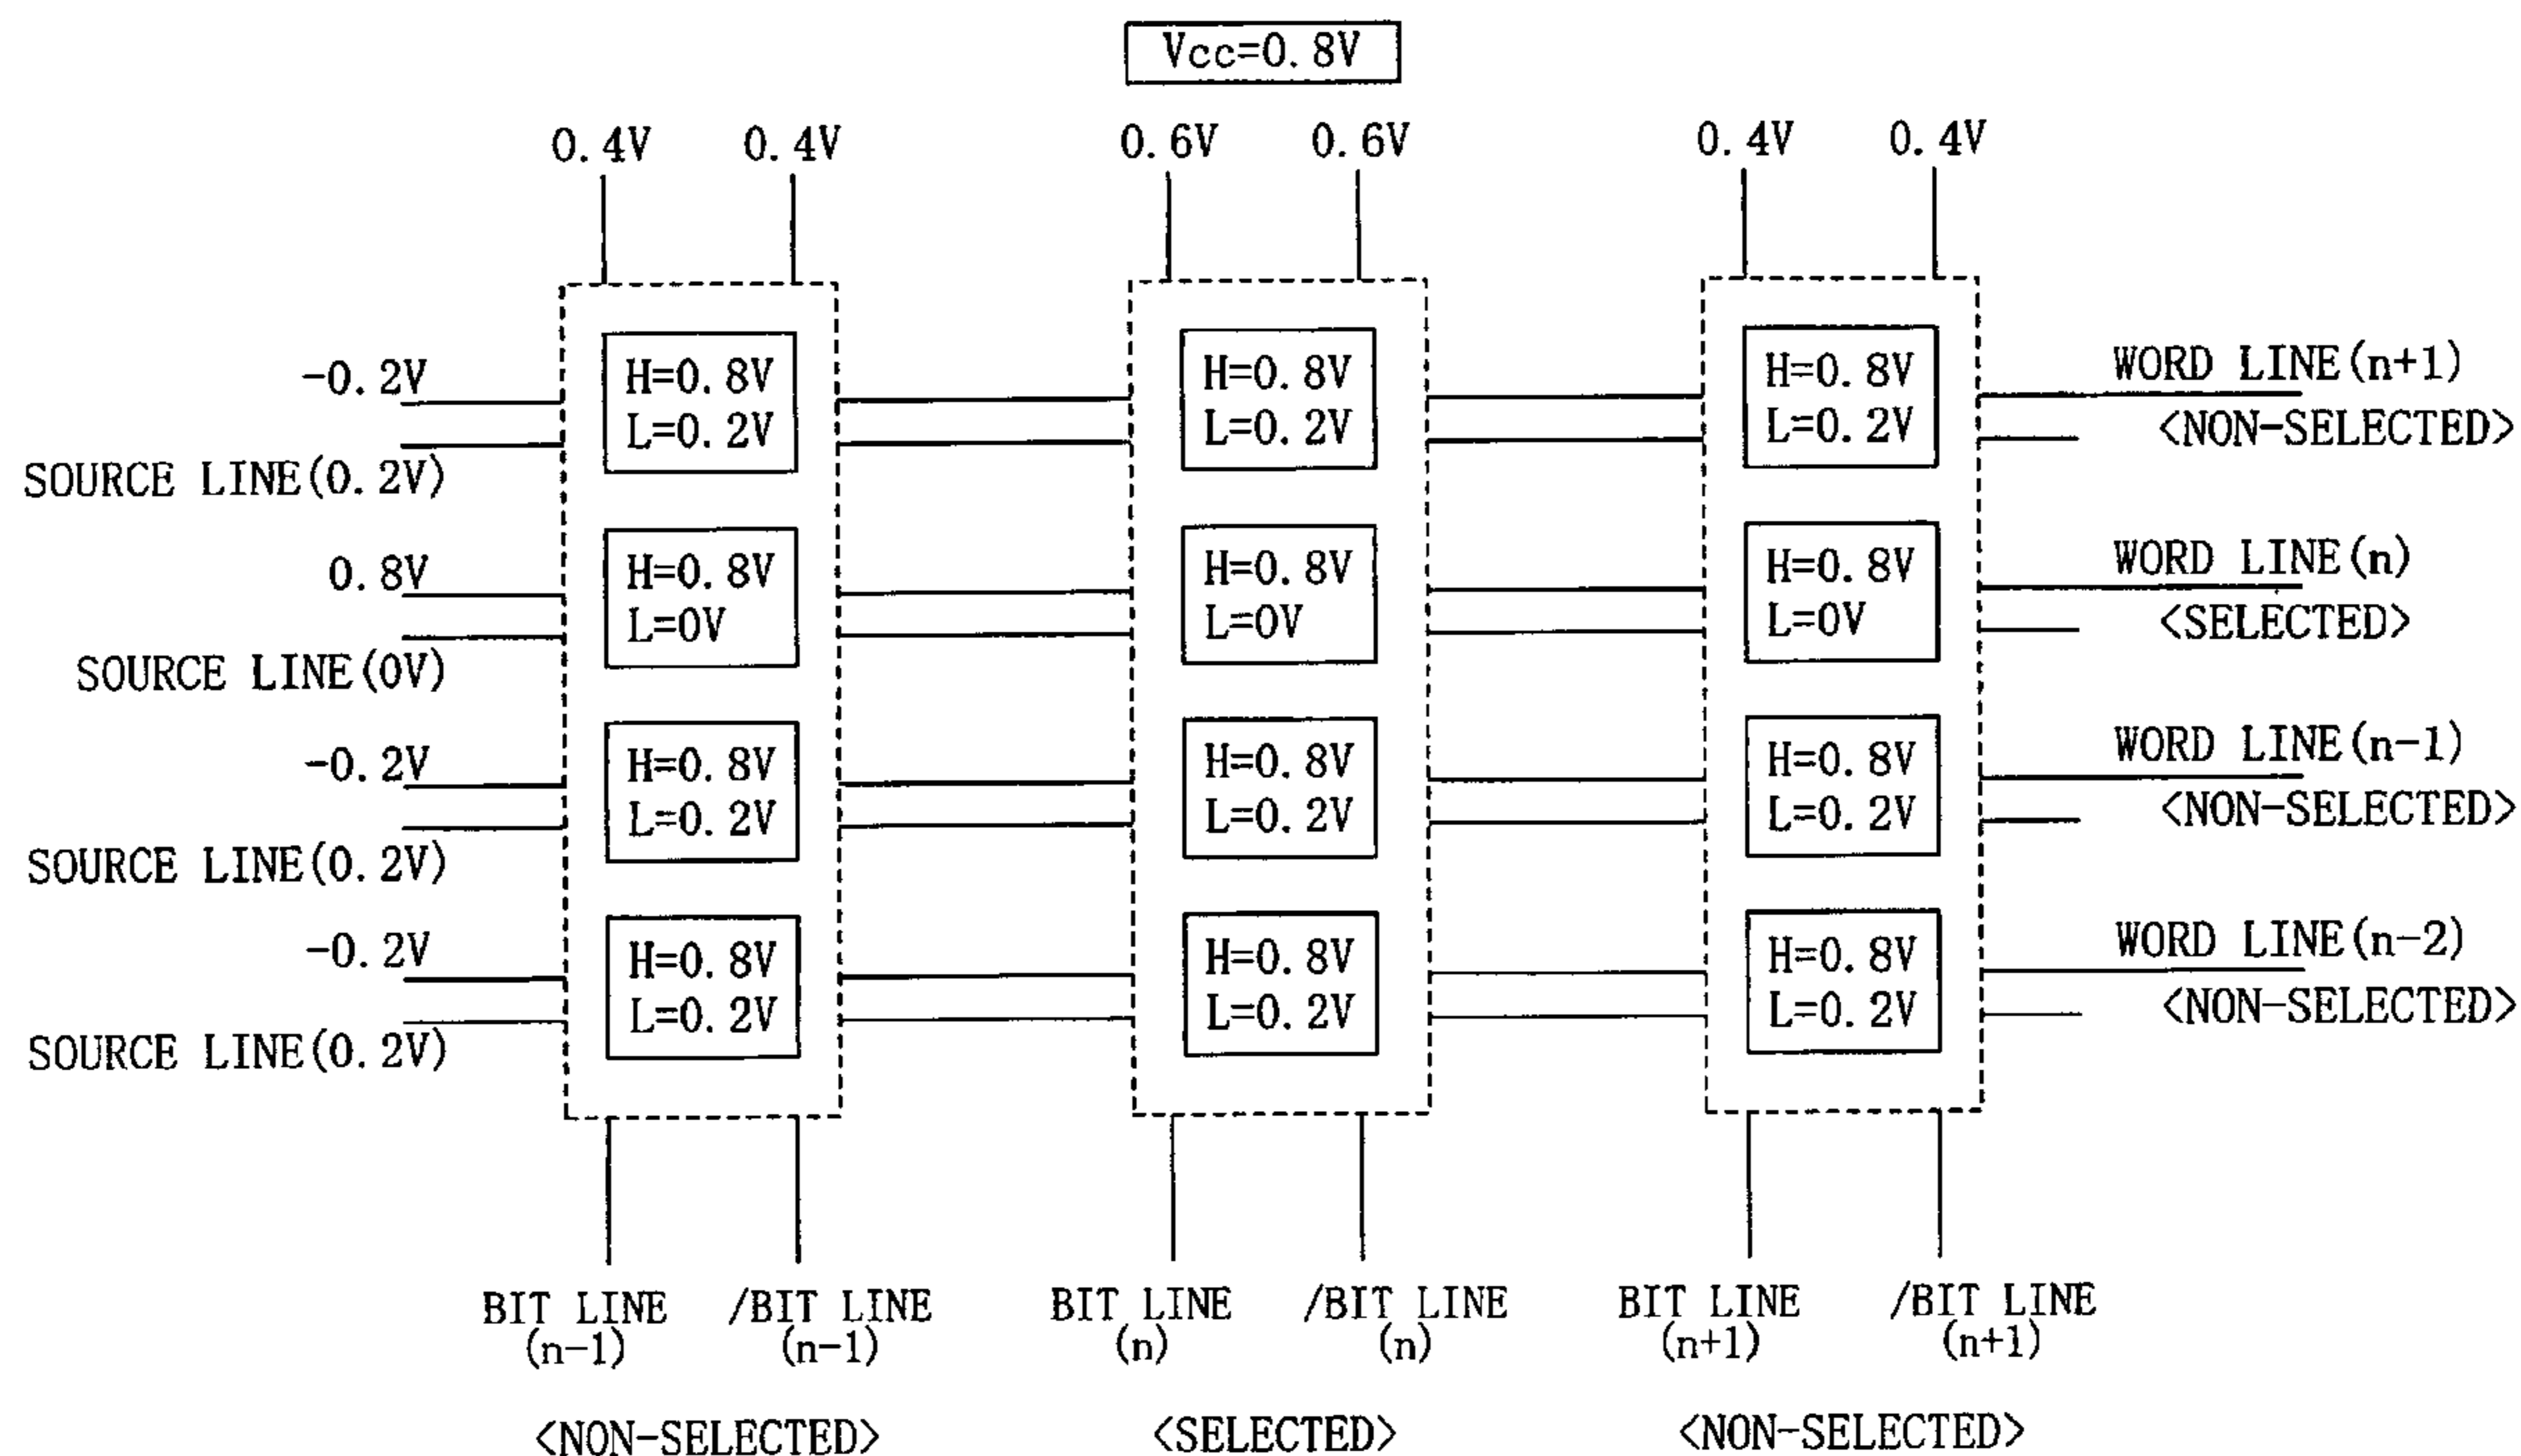 Vcc=0.8V
0.4V 0.4V 0.6V 0.6V 0.4V 0.4V
-0.2V
H=0.8V H=0.8V H=0.8V
L=0.2V L=0.2V L=0.2V
WORD LINE(n+1)
<NON-SELECTED>
SOURCE LINE(0.2V)
0.8V
H=0.8V H=0.8V H=0.8V
L=0V L=0V L=0V
WORD LINE(n)
<SELECTED>
SOURCE LINE(0V)
-0.2V
H=0.8V H=0.8V H=0.8V
L=0.2V L=0.2V L=0.2V
WORD LINE(n-1)
<NON-SELECTED>
SOURCE LINE(0.2V)
-0.2V
H=0.8V H=0.8V H=0.8V
L=0.2V L=0.2V L=0.2V
WORD LINE(n-2)
<NON-SELECTED>
SOURCE LINE(0.2V)
BIT LINE /BIT LINE BIT LINE /BIT LINE BIT LINE /BIT LINE
(n-1) (n-1) (n) (n) (n+1) (n+1)
<NON-SELECTED> <SELECTED> <NON-SELECTED>